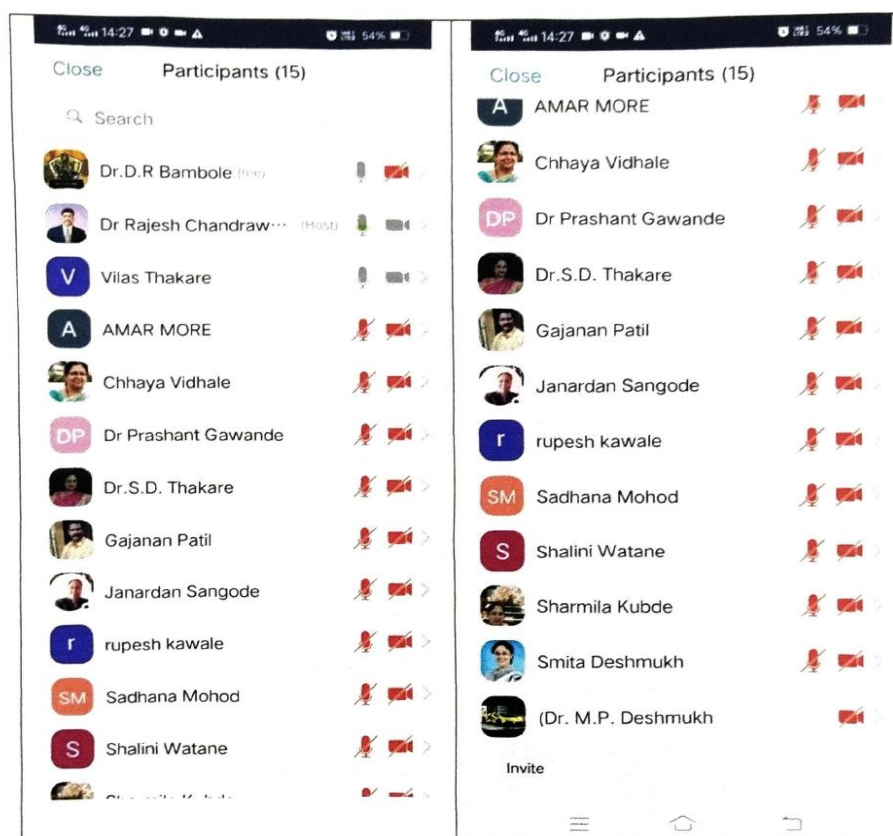 14:27
54%
Close Participants (15)
Search
Dr.D.R Bambole
Dr Rajesh Chandraw... (Host)
V Vilas Thakare
A AMAR MORE
Chhaya Vidhale
DP Dr Prashant Gawande
Dr.S.D. Thakare
Gajanan Patil
Janardan Sangode
r rupesh kawale
SM Sadhana Mohod
S Shalini Watane
14:27
54%
Close Participants (15)
A AMAR MORE
Chhaya Vidhale
DP Dr Prashant Gawande
Dr.S.D. Thakare
Gajanan Patil
Janardan Sangode
r rupesh kawale
SM Sadhana Mohod
S Shalini Watane
Sharmila Kubde
Smita Deshmukh
(Dr. M.P. Deshmukh
Invite